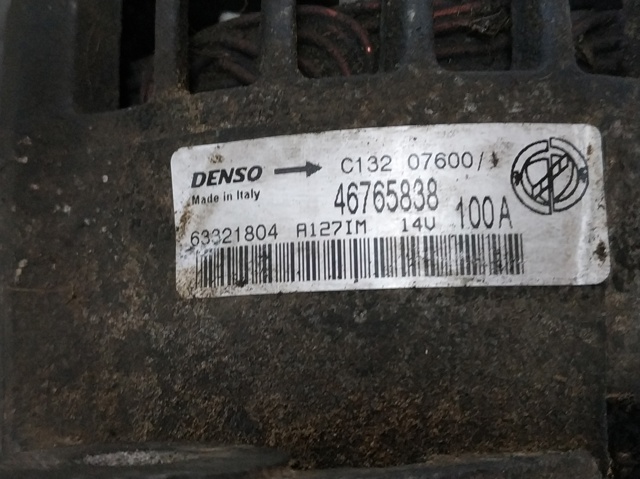 DENSO → C132 07600/
Made in Italy 46765838
63321804 A127IM 14V 100A